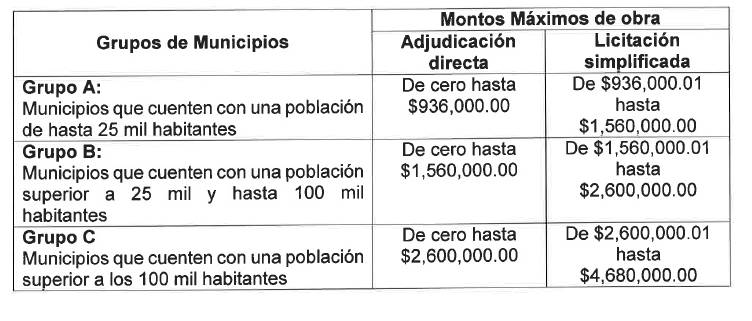 Grupos de Municipios
Montos Máximos de obra
Adjudicación
directa
Licitación
simplificada
Grupo A:
Municipios que cuenten con una población
de hasta 25 mil habitantes
De cero hasta
$936,000.00
De $936,000.01
hasta
$1,560,000.00
Grupo B:
Municipios que cuenten con una población
superior a 25 mil y hasta 100 mil
habitantes
De cero hasta
$1,560,000.00
De $1,560,000.01
hasta
$2,600,000.00
Grupo C
Municipios que cuenten con una población
superior a los 100 mil habitantes
De cero hasta
$2,600,000.00
De $2,600,000.01
hasta
$4,680,000.00